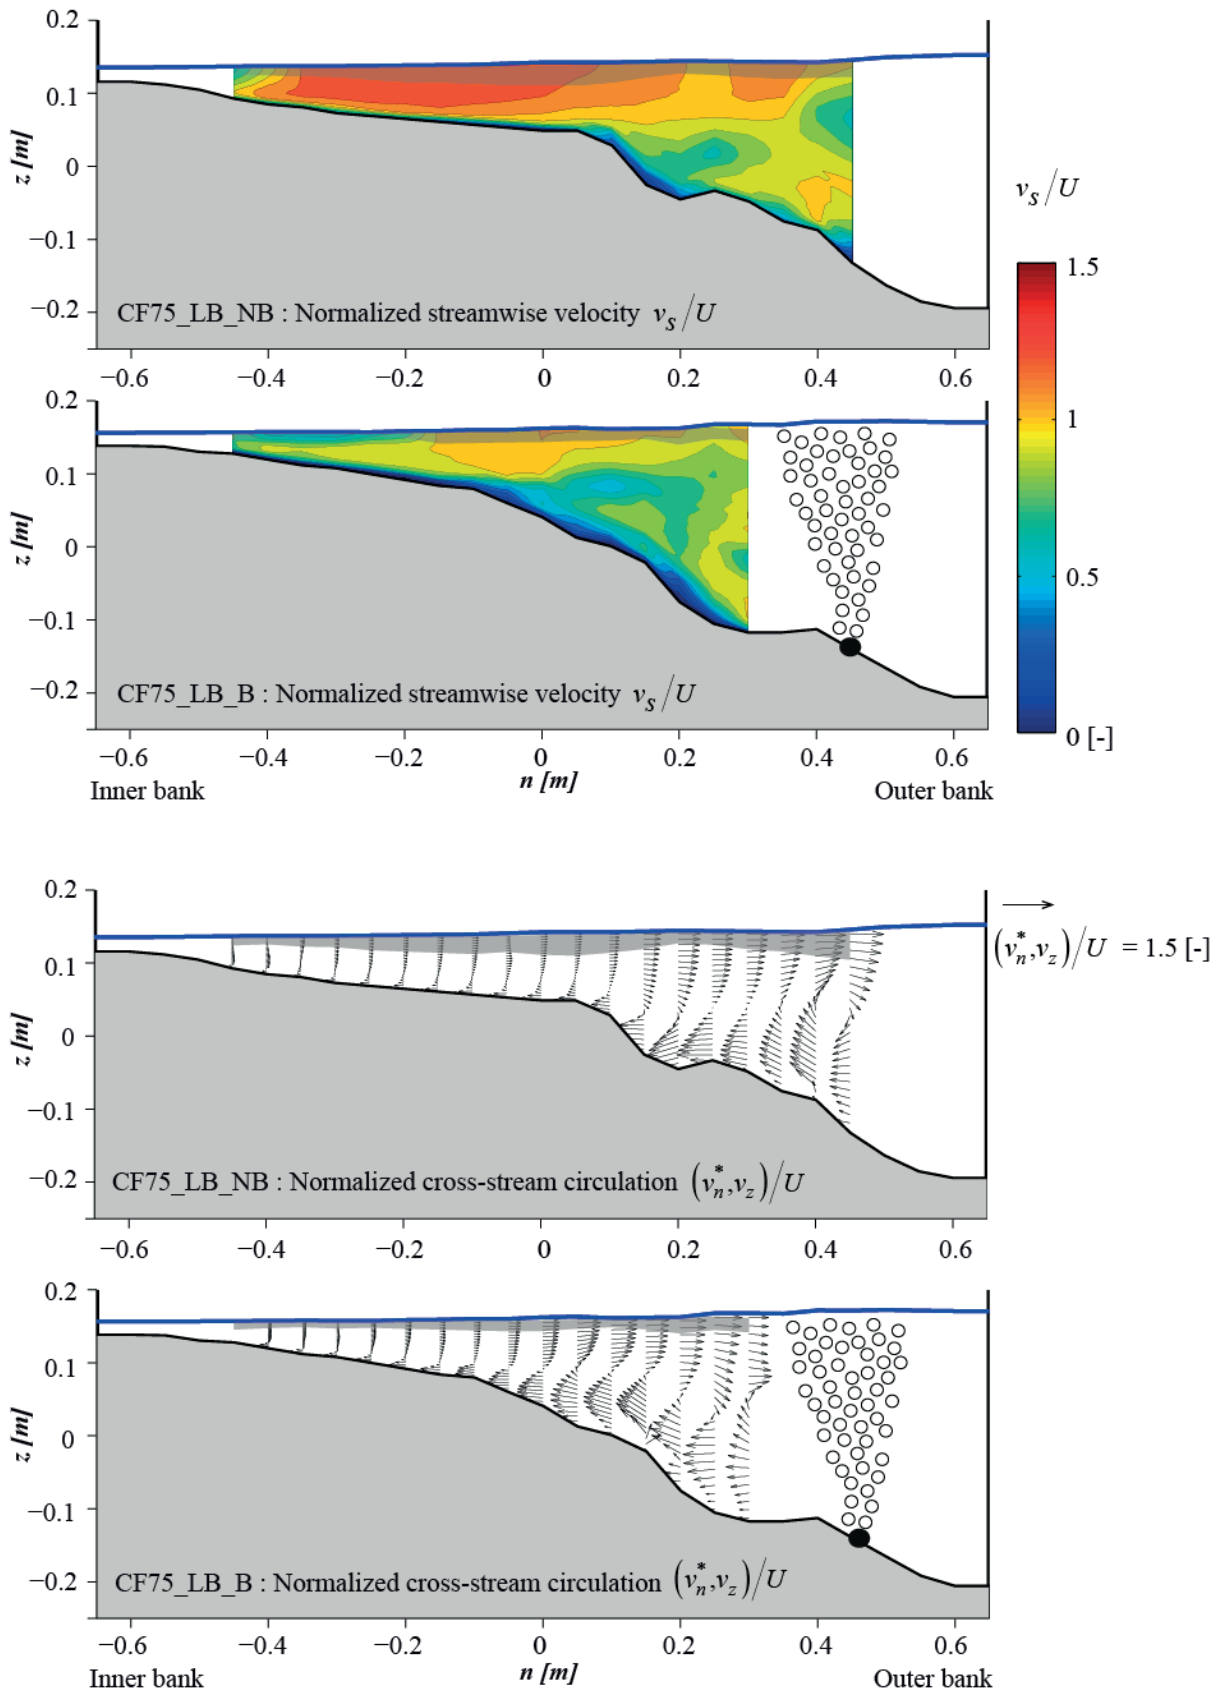 0.2
0.1
z [m]
0
−0.1
−0.2
CF75_LB_NB : Normalized streamwise velocity v_s/U
−0.6 −0.4 −0.2 0 0.2 0.4 0.6
v_s/U
1.5
1
0.5
0 [-]
0.2
0.1
z [m]
0
−0.1
−0.2
CF75_LB_B : Normalized streamwise velocity v_s/U
−0.6 −0.4 −0.2 0 0.2 0.4 0.6
Inner bank n [m] Outer bank
0.2
0.1
z [m]
0
−0.1
−0.2
(v_n^*,v_z)/U = 1.5 [-]
CF75_LB_NB : Normalized cross-stream circulation (v_n^*,v_z)/U
−0.6 −0.4 −0.2 0 0.2 0.4 0.6
0.2
0.1
z [m]
0
−0.1
−0.2
CF75_LB_B : Normalized cross-stream circulation (v_n^*,v_z)/U
−0.6 −0.4 −0.2 0 0.2 0.4 0.6
Inner bank n [m] Outer bank